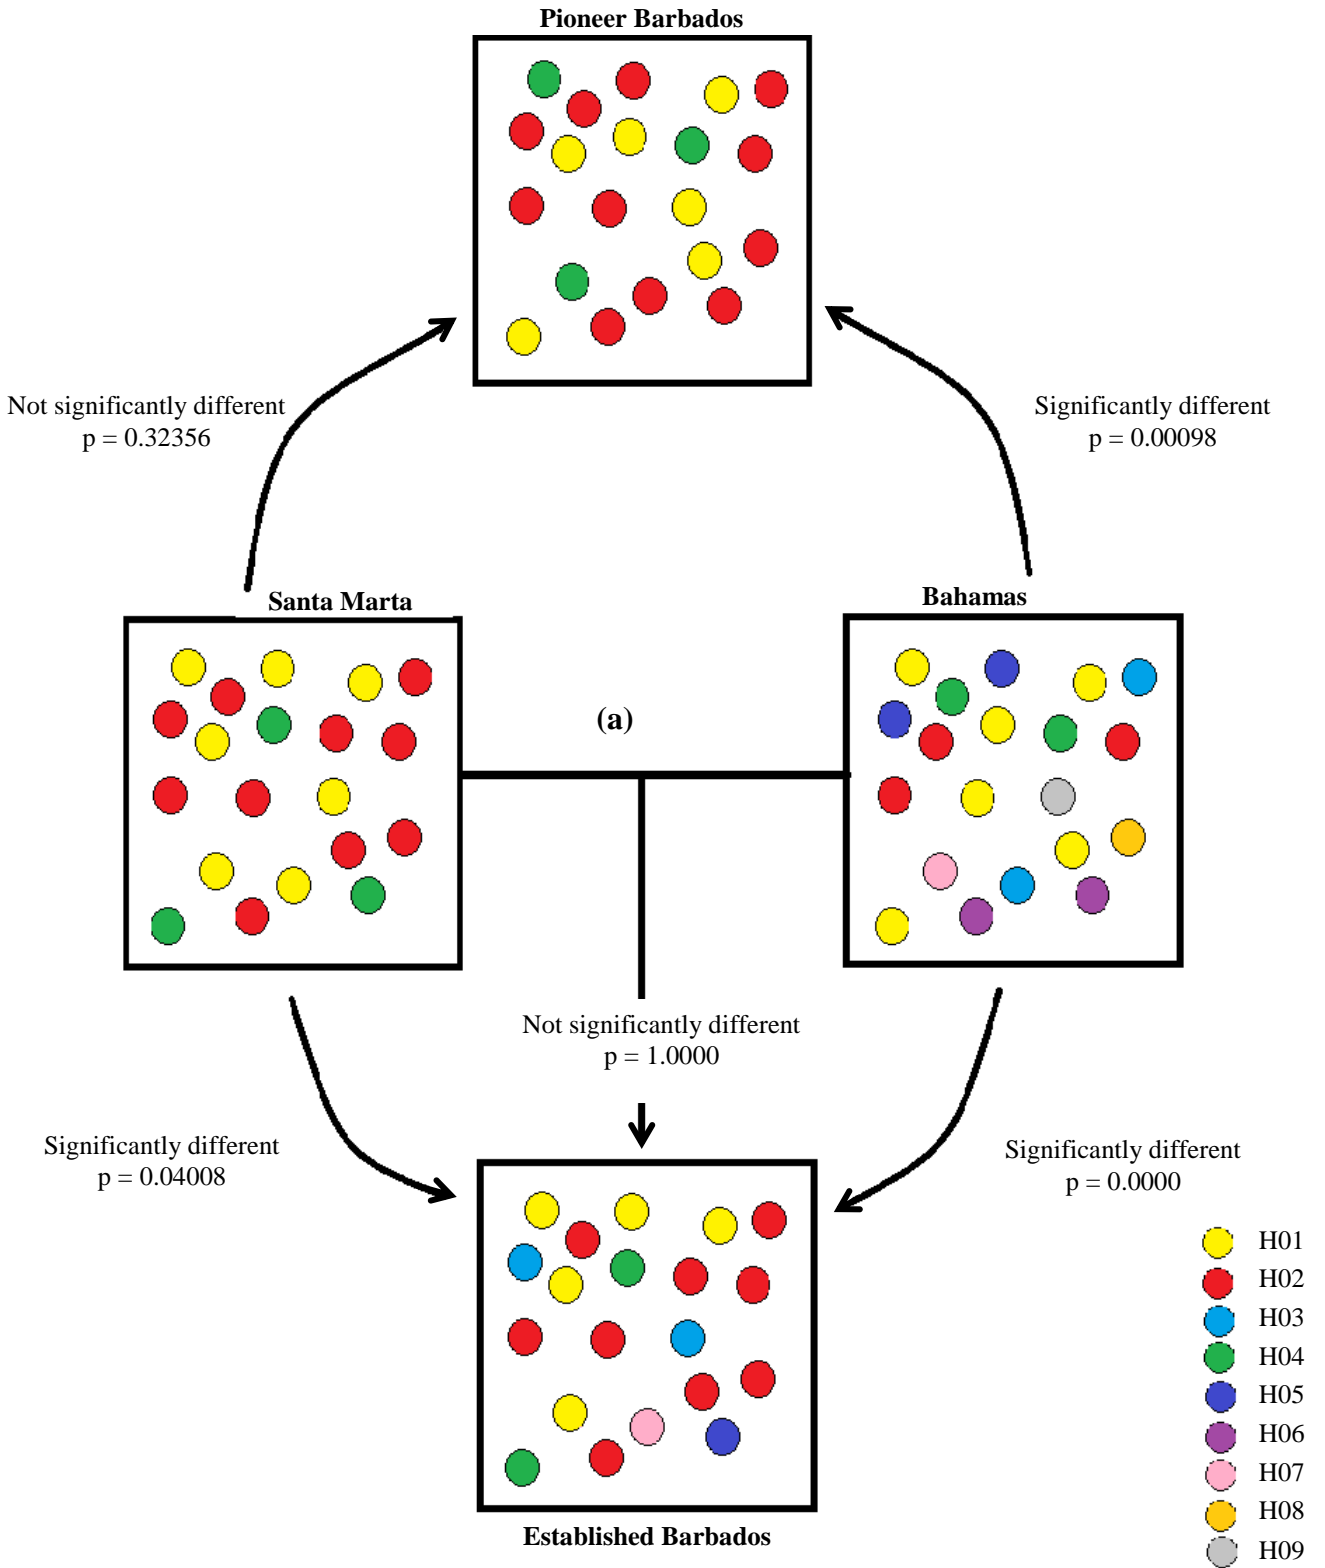 Pioneer Barbados
Not significantly different
p = 0.32356
Significantly different
p = 0.00098
Santa Marta
Bahamas
(a)
Not significantly different
p = 1.0000
Significantly different
p = 0.04008
Significantly different
p = 0.0000
H01
H02
H03
H04
H05
H06
H07
H08
H09
Established Barbados